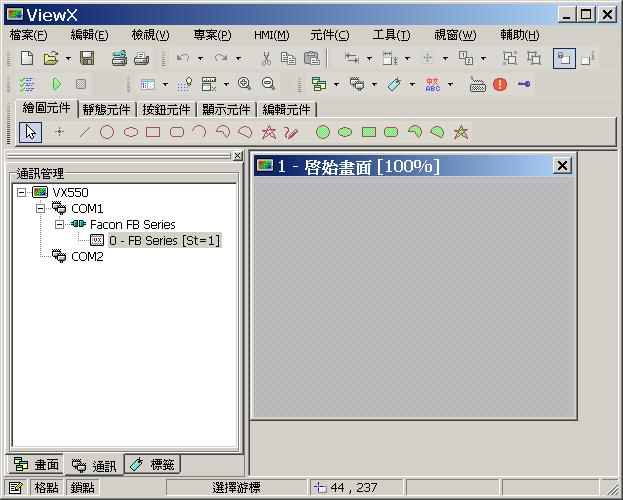 ViewX
檔案(F) 編輯(E) 檢視(V) 專案(P) HMI(M) 元件(C) 工具(T) 視窗(W) 輔助(H)
中文
ABC
繪圖元件 靜態元件 按鈕元件 顯示元件 編輯元件
通訊管理
1 - 啓始畫面 [100%]
VX550
COM1
Facon FB Series
VX 0 - FB Series [St=1]
COM2
畫面 通訊 標籤
格點 鎖點 選擇游標 44 , 237